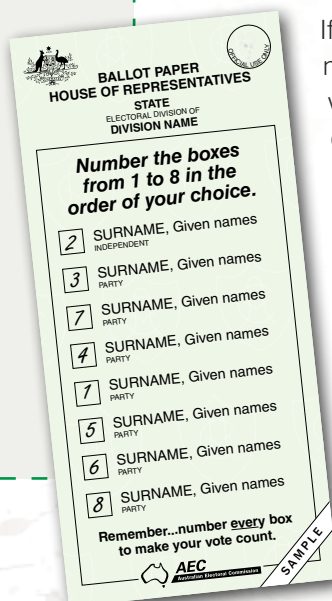 OFFICIAL USE ONLY
BALLOT PAPER
HOUSE OF REPRESENTATIVES
STATE
ELECTORAL DIVISION OF
DIVISION NAME
Number the boxes
from 1 to 8 in the
order of your choice.
2 SURNAME, Given names
INDEPENDENT
3 SURNAME, Given names
PARTY
7 SURNAME, Given names
PARTY
4 SURNAME, Given names
PARTY
1 SURNAME, Given names
PARTY
5 SURNAME, Given names
PARTY
6 SURNAME, Given names
PARTY
8 SURNAME, Given names
PARTY
Remember...number every box
to make your vote count.
AEC
Australian Electoral Commission
SAMPLE
If